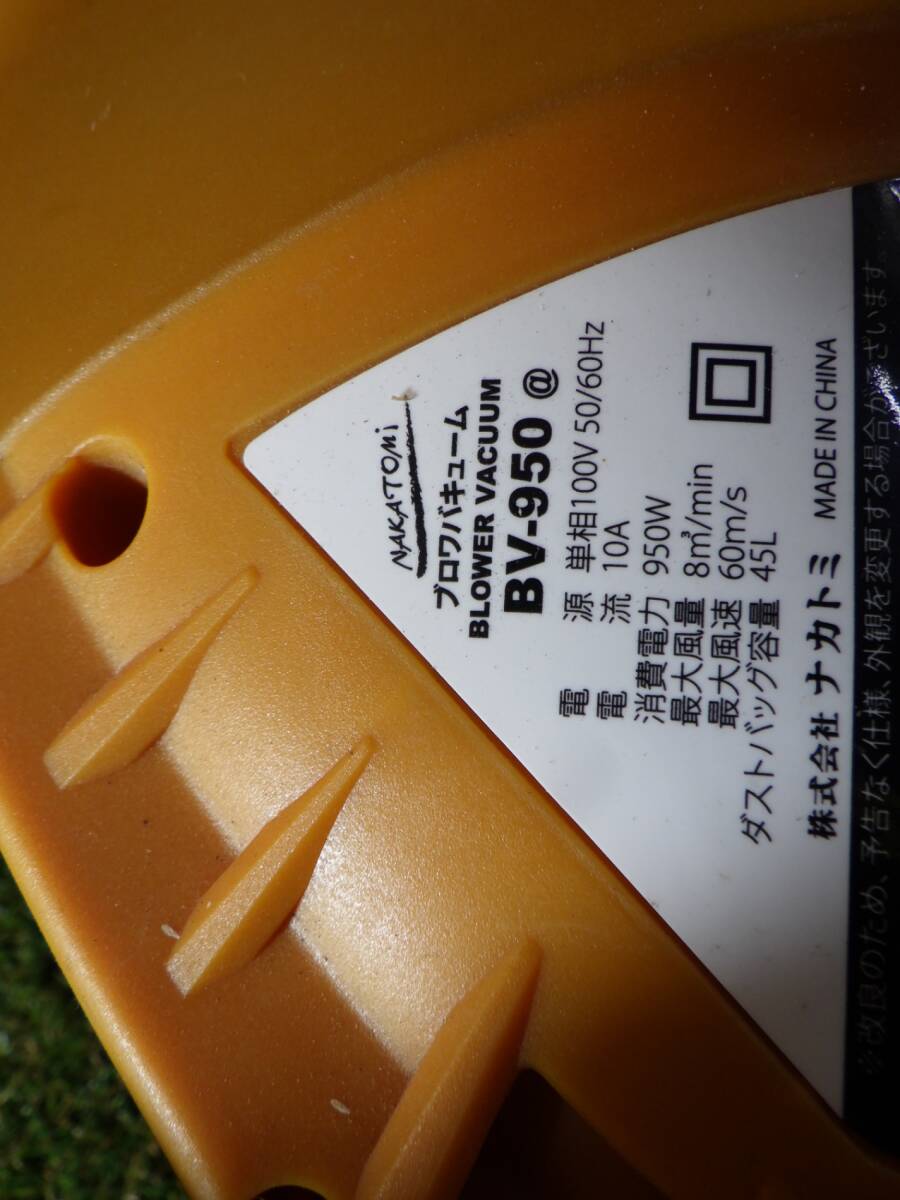 NAKATOMi
ブロワバキューム
BLOWER VACUUM
BV-950 @
電源 単相100V 50/60Hz
電流 10A
消費電力 950W
最大風量 8m³/min
最大風速 60m/s
ダストバッグ容量 45L
株式会社 ナカトミ MADE IN CHINA
※改良のため、予告なく仕様、外観を変更する場合がございます。